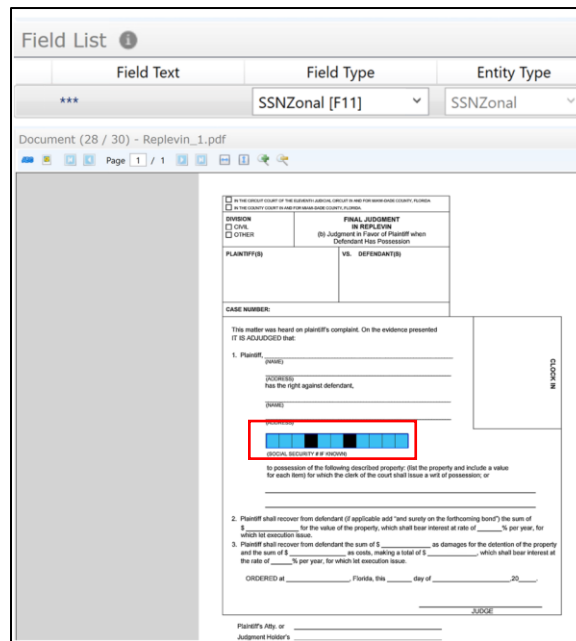 Field List
Field Text Field Type Entity Type
*** SSNZonal [F11] SSNZonal
Document (28 / 30) - Replevin_1.pdf
Page 1 / 1
IN THE CIRCUIT COURT OF THE ELEVENTH JUDICIAL CIRCUIT IN AND FOR MIAMI-DADE COUNTY, FLORIDA.
IN THE COUNTY COURT IN AND FOR MIAMI-DADE COUNTY, FLORIDA.
DIVISION
CIVIL
OTHER
FINAL JUDGMENT
IN REPLEVIN
(b) Judgment in Favor of Plaintiff when
Defendant Has Possession
PLAINTIFF(S)
VS. DEFENDANT(S)
CASE NUMBER:
CLOCK IN
This matter was heard on plaintiff's complaint. On the evidence presented
IT IS ADJUDGED that:
1. Plaintiff,
(NAME)
(ADDRESS)
has the right against defendant,
(NAME)
(ADDRESS)
(SOCIAL SECURITY # IF KNOWN)
to possession of the following described property: (list the property and include a value
for each item) for which the clerk of the court shall issue a writ of possession; or
2. Plaintiff shall recover from defendant (if applicable add "and surely on the forthcoming bond") the sum of
$ for the value of the property, which shall bear interest at rate of % per year, for
which let execution issue.
3. Plaintiff shall recover from defendant the sum of $ as damages for the detention of the property
and the sum of $ as costs, making a total of $, which shall bear interest at
the rate of % per year, for which let execution issue.
ORDERED at , Florida, this day of ,20 .
JUDGE
Plaintiff's Atty. or
Judgment Holder's